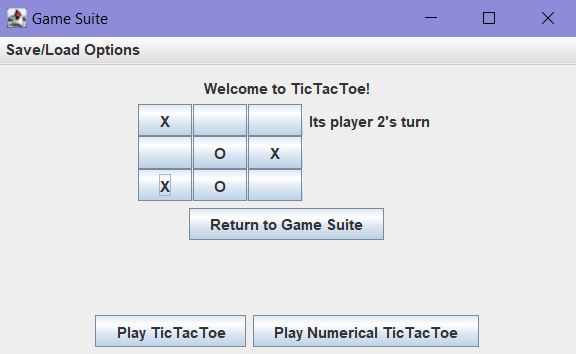 Game Suite
Save/Load Options
Welcome to TicTacToe!
X Its player 2's turn
O X
X O
Return to Game Suite
Play TicTacToe Play Numerical TicTacToe